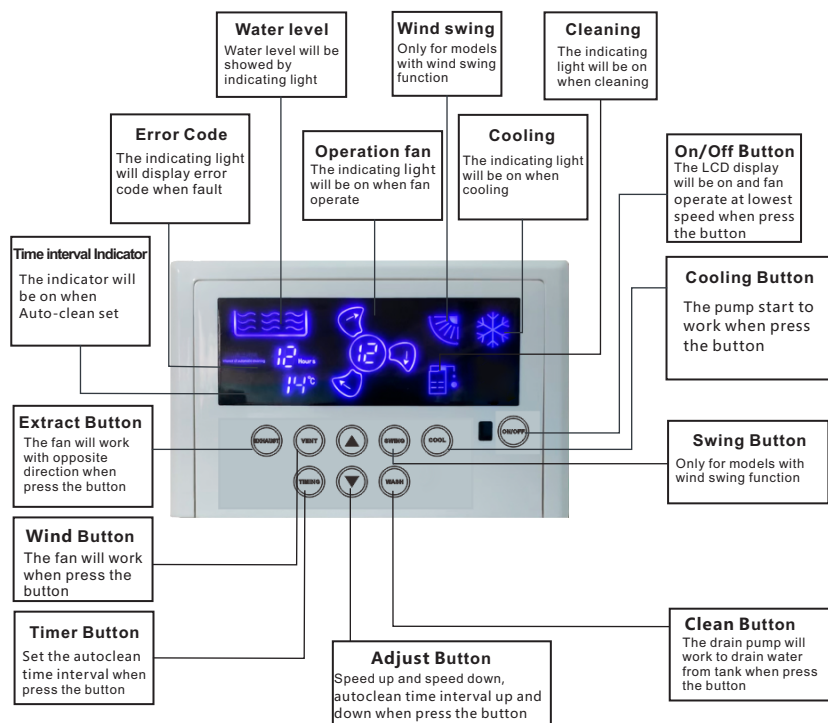 Water level
Water level will be
showed by
indicating light
Wind swing
Only for models
with wind swing
function
Cleaning
The indicating
light will be on
when cleaning
Error Code
The indicating light
will display error
code when fault
Operation fan
The indicating light
will be on when fan
operate
Cooling
The indicating light
will be on when
cooling
On/Off Button
The LCD display
will be on and fan
operate at lowest
speed when press
the button
Time interval Indicator
The indicator will
be on when
Auto-clean set
Cooling Button
The pump start to
work when press
the button
12 Hours
12
14°C
Extract Button
The fan will work
with opposite
direction when
press the button
EXHAUST
VENT
SWING
COOL
ON/OFF
TIMING
WASH
Swing Button
Only for models with
wind swing function
Wind Button
The fan will work
when press the
button
Timer Button
Set the autoclean
time interval when
press the button
Adjust Button
Speed up and speed down,
autoclean time interval up and
down when press the button
Clean Button
The drain pump will
work to drain water
from tank when press
the button